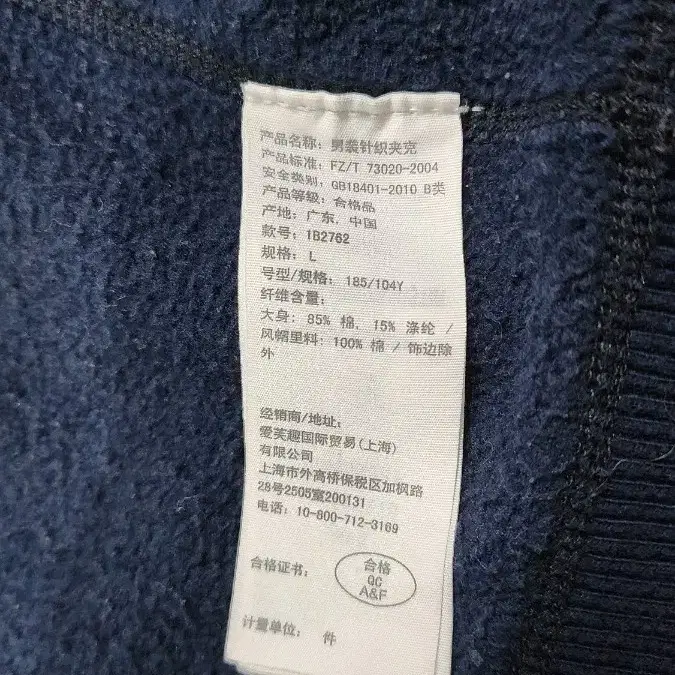 产品名称: 男装针织夹克
产品标准: FZ/T 73020-2004
安全类别: GB18401-2010 B类
产品等级: 合格品
产地: 广东, 中国
款号: 1B2762
规格: L
号型/规格: 185/104Y
纤维含量:
大身: 85% 棉, 15% 涤纶 /
风帽里料: 100% 棉 / 饰边除
外
经销商/地址:
爱芙趣国际贸易(上海)
有限公司
上海市外高桥保税区加枫路
28号2505室200131
电话: 10-800-712-3169
合格证书:
合格
QC
A&F
计量单位: 件